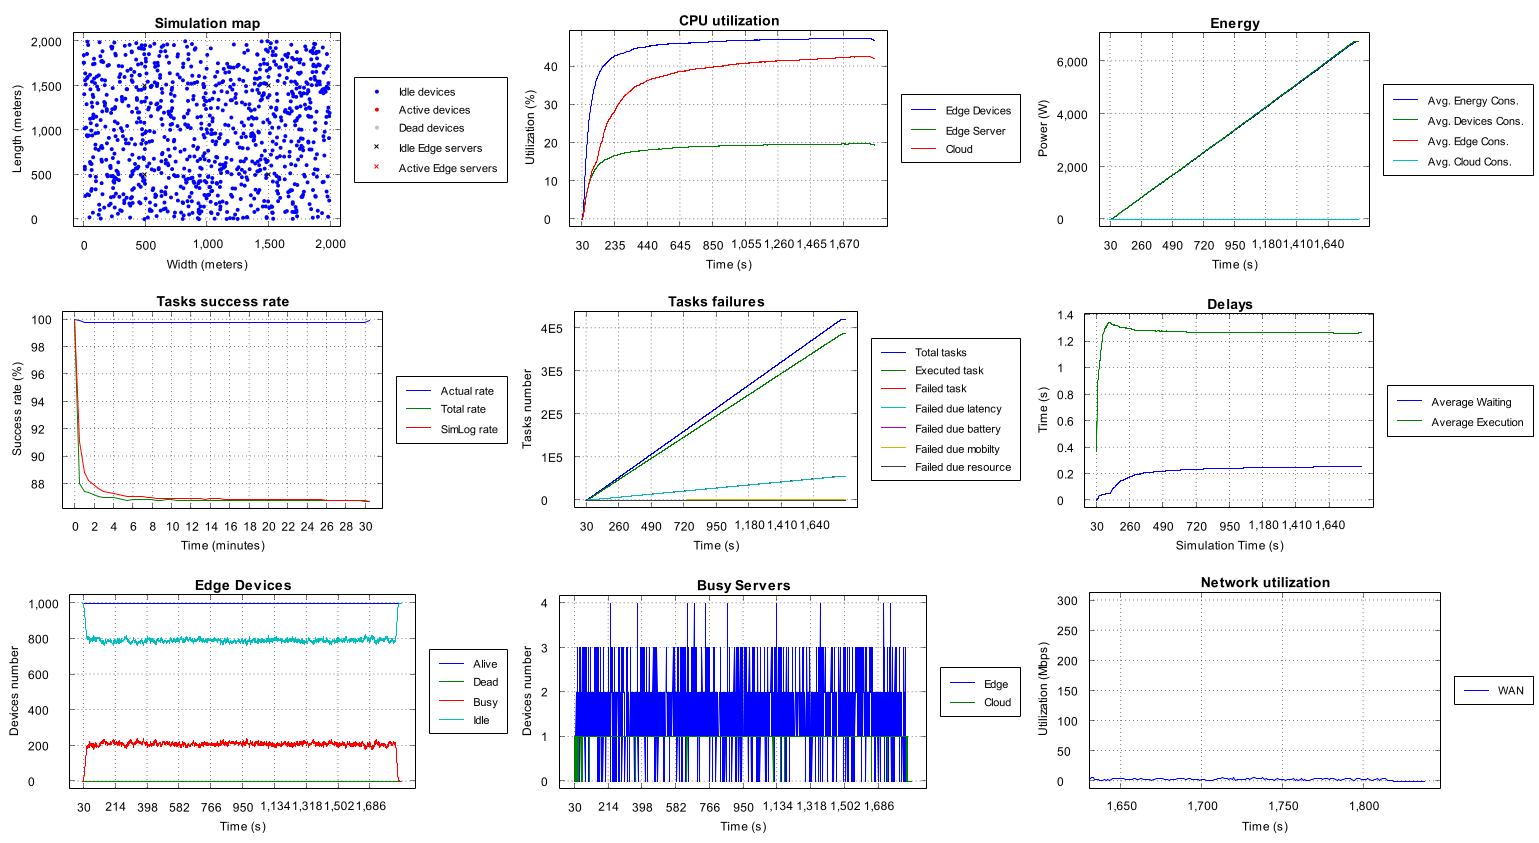 Simulation map
Length (meters)
2,000
1,500
1,000
500
0
0 500 1,000 1,500 2,000
Width (meters)
Idle devices
Active devices
Dead devices
Idle Edge servers
Active Edge servers
CPU utilization
Utilization (%)
40
30
20
10
0
30 235 440 645 850 1,055 1,260 1,465 1,670
Time (s)
Edge Devices
Edge Server
Cloud
Energy
Power (W)
6,000
4,000
2,000
0
30 260 490 720 950 1,180 1,410 1,640
Time (s)
Avg. Energy Cons.
Avg. Devices Cons.
Avg. Edge Cons.
Avg. Cloud Cons.
Tasks success rate
Success rate (%)
100
98
96
94
92
90
88
0 2 4 6 8 10 12 14 16 18 20 22 24 26 28 30
Time (minutes)
Actual rate
Total rate
SimLog rate
Tasks failures
Tasks number
4E5
3E5
2E5
1E5
0
30 260 490 720 950 1,180 1,410 1,640
Time (s)
Total tasks
Executed task
Failed task
Failed due latency
Failed due battery
Failed due mobilty
Failed due resource
Delays
Time (s)
1.4
1.2
1.0
0.8
0.6
0.4
0.2
0
30 260 490 720 950 1,180 1,410 1,640
Simulation Time (s)
Average Waiting
Average Execution
Edge Devices
Devices number
1,000
800
600
400
200
0
30 214 398 582 766 950 1,134 1,318 1,502 1,686
Time (s)
Alive
Dead
Busy
Idle
Busy Servers
Devices number
4
3
2
1
0
30 214 398 582 766 950 1,134 1,318 1,502 1,686
Time (s)
Edge
Cloud
Network utilization
Utilization (Mbps)
300
250
200
150
100
50
0
1,650 1,700 1,750 1,800
Time (s)
WAN